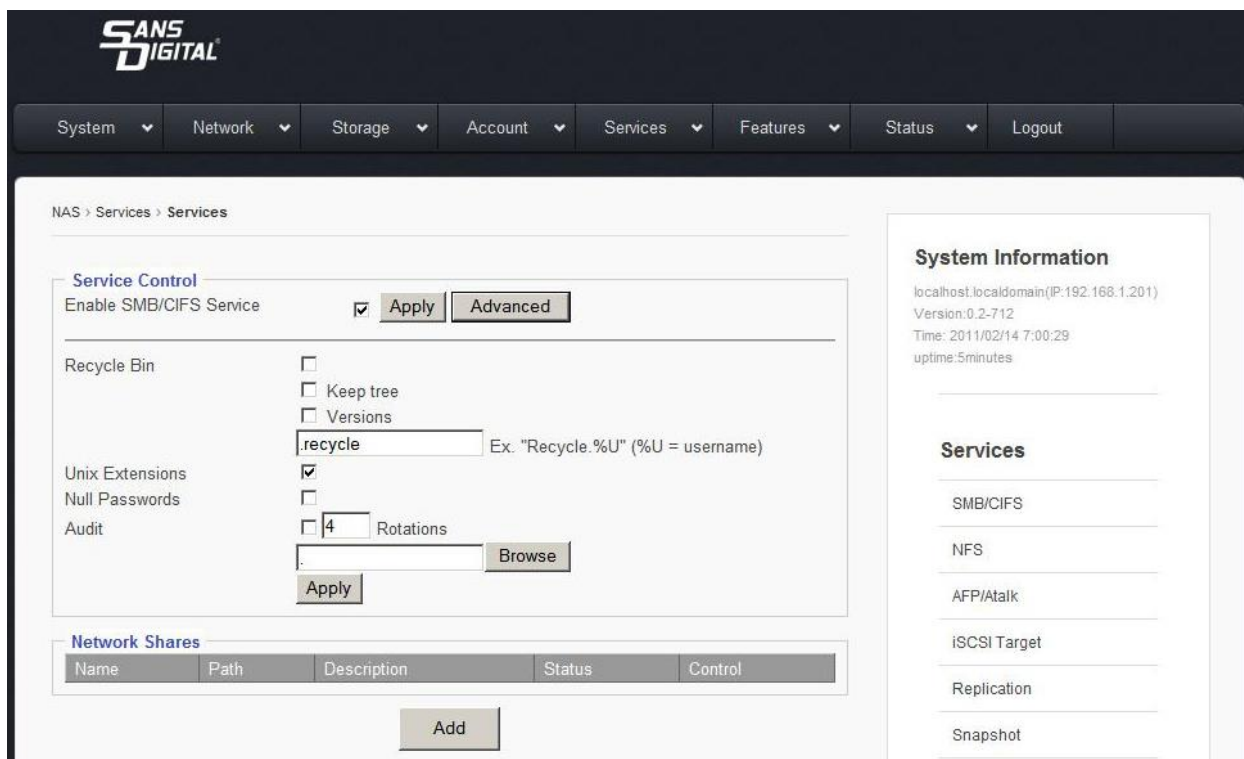 SANS
DIGITAL
System Network Storage Account Services Features Status Logout
NAS > Services > Services
Service Control
Enable SMB/CIFS Service Apply Advanced
Recycle Bin
Keep tree
Versions
.recycle Ex. "Recycle.%U" (%U = username)
Unix Extensions
Null Passwords
Audit 4 Rotations
. Browse
Apply
Network Shares
Name Path Description Status Control
Add
System Information
localhost.localdomain(IP:192.168.1.201)
Version:0.2-712
Time: 2011/02/14 7:00:29
uptime:5minutes
Services
SMB/CIFS
NFS
AFP/Atalk
iSCSI Target
Replication
Snapshot